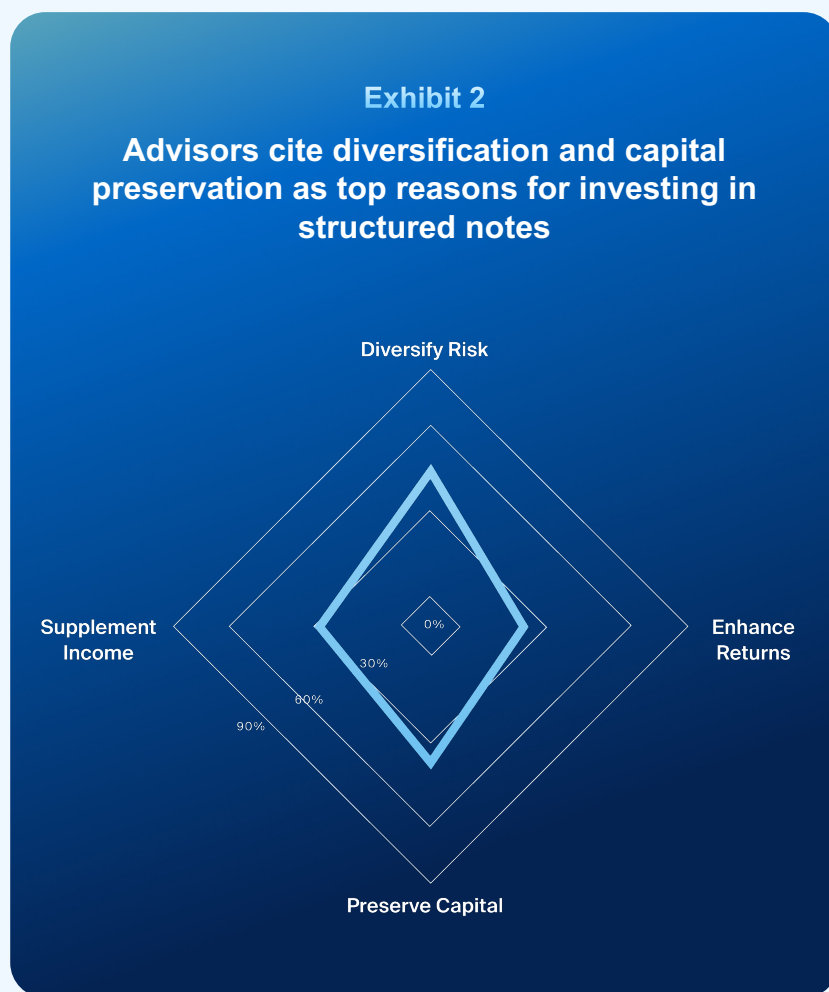 Exhibit 2
Advisors cite diversification and capital
preservation as top reasons for investing in
structured notes
Diversify Risk
Supplement
Income
Enhance
Returns
0%
30%
60%
90%
Preserve Capital